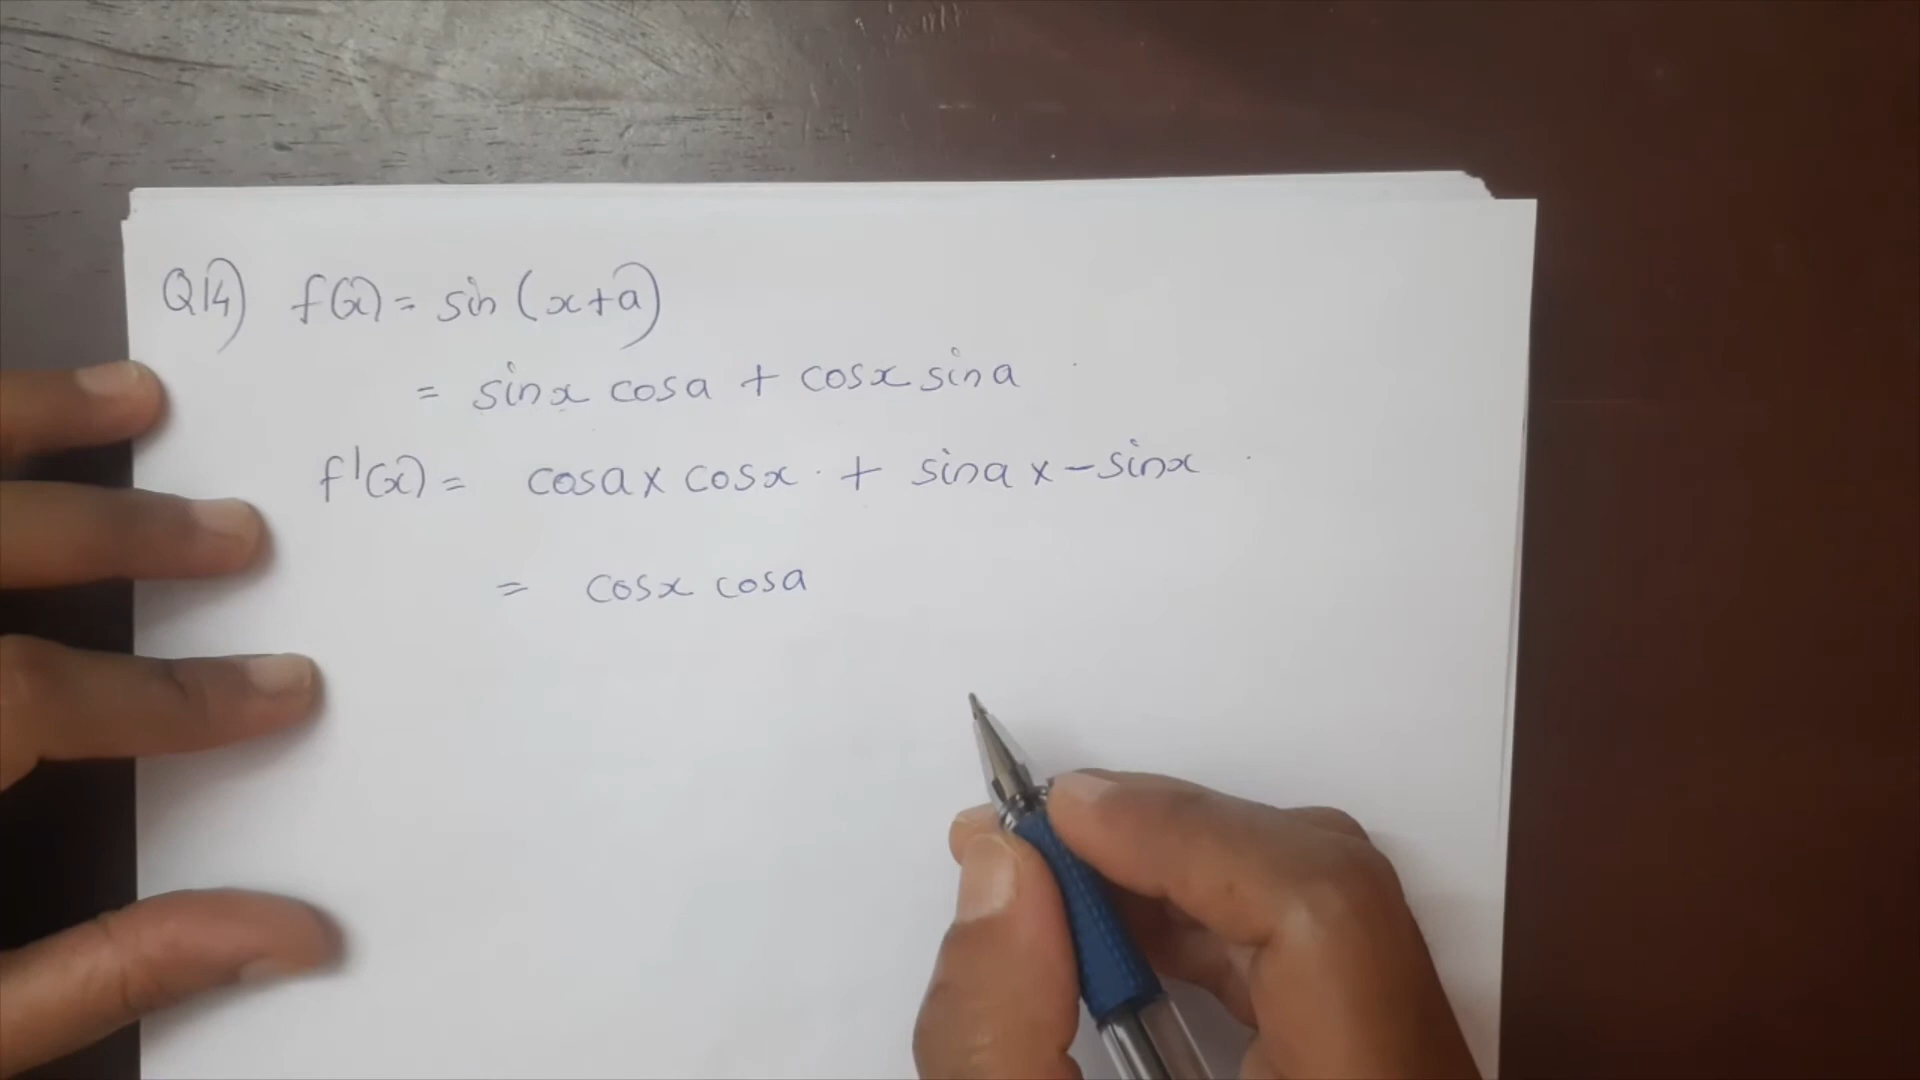 Q14) f(x) = sin (x+a)
= sinx cosa + cosx sina
f'(x) = cosa x cosx + sina x -sinx
= cosx cosa